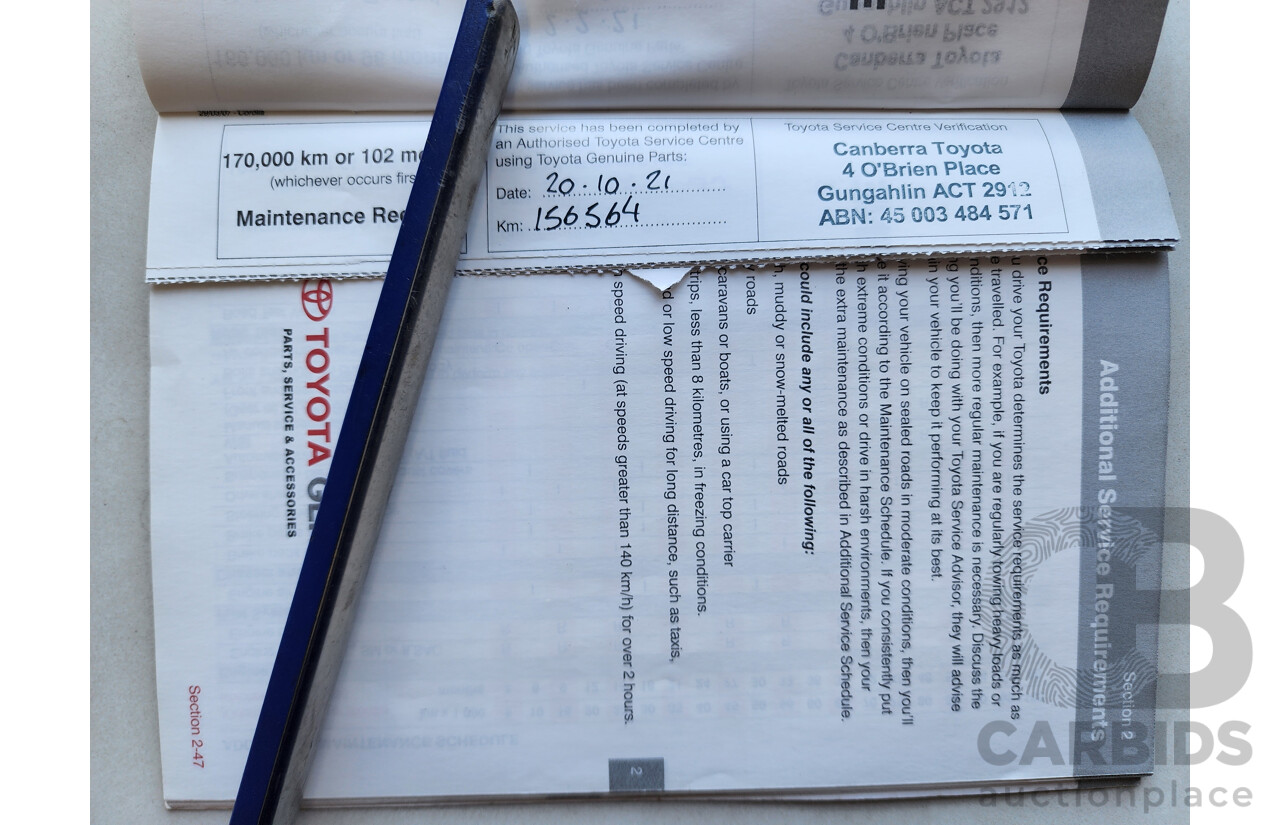 170,000 km or 102
(whichever occurs
Maintenance
This service has been completed by
an Authorised Toyota Service Centre
using Toyota Genuine Parts:
Date: 20·10·21
Km: 156564
Toyota Service Centre Verification
Canberra Toyota
4 O'Brien Place
Gungahlin ACT 2912
ABN: 45 003 484 571
Section 2
Additional Service Requirements
Requirements
drive your Toyota determines the service requirements as much as
travelled. For example, if you are regularly towing heavy loads or
then more regular maintenance is necessary. Discuss the
you'll be doing with your Toyota Service Advisor, they will advise
in your vehicle to keep it performing at its best.
your vehicle on sealed roads in moderate conditions, then you'll
it according to the Maintenance Schedule. If you consistently put
extreme conditions or drive in harsh environments, then your
the extra maintenance as described in Additional Service Schedule.
could include any or all of the following:
muddy or snow-melted roads
roads
caravans or boats, or using a car top carrier
less than 8 kilometres, in freezing conditions.
or low speed driving for long distance, such as taxis,
speed driving (at speeds greater than 140 km/h) for over 2 hours.
2
TOYOTA
PARTS, SERVICE & ACCESSORIES
Section 2-47
CB
CARBIDS
auctionplace